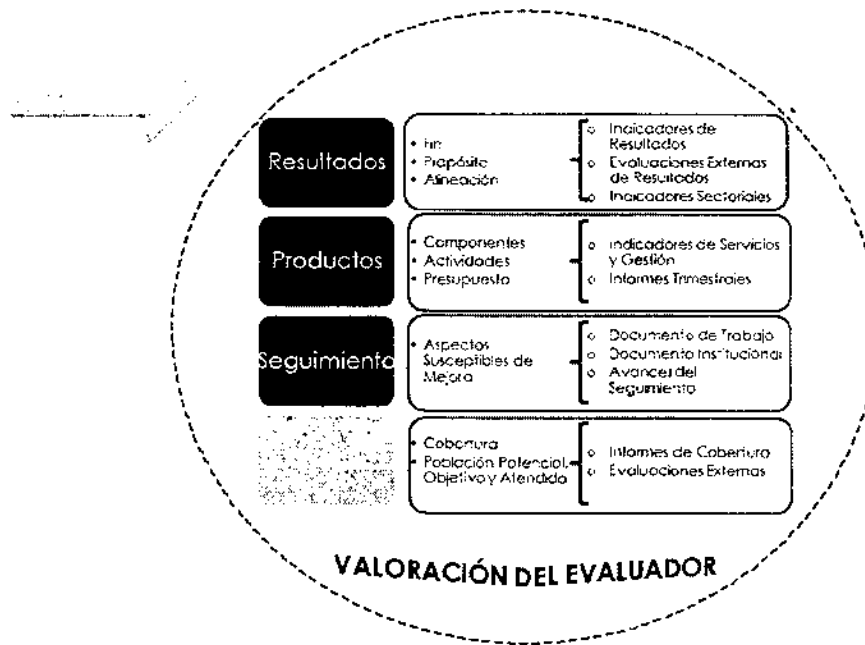 Resultados
• Fin
• Propósito
• Alineación
o Indicadores de
Resultados
o Evaluaciones Externas
de Resultados
o Indicadores Sectoriales
Productos
• Componentes
• Actividades
• Presupuesto
o Indicadores de Servicios
y Gestión
o Informes Trimestrales
Seguimiento
• Aspectos
Susceptibles de
Mejora
o Documento de Trabajo
o Documento Institucional
o Avances del
Seguimiento
• Cobertura
• Población Potencial,
Objetivo y Atendida
o Informes de Cobertura
o Evaluaciones Externas
VALORACIÓN DEL EVALUADOR